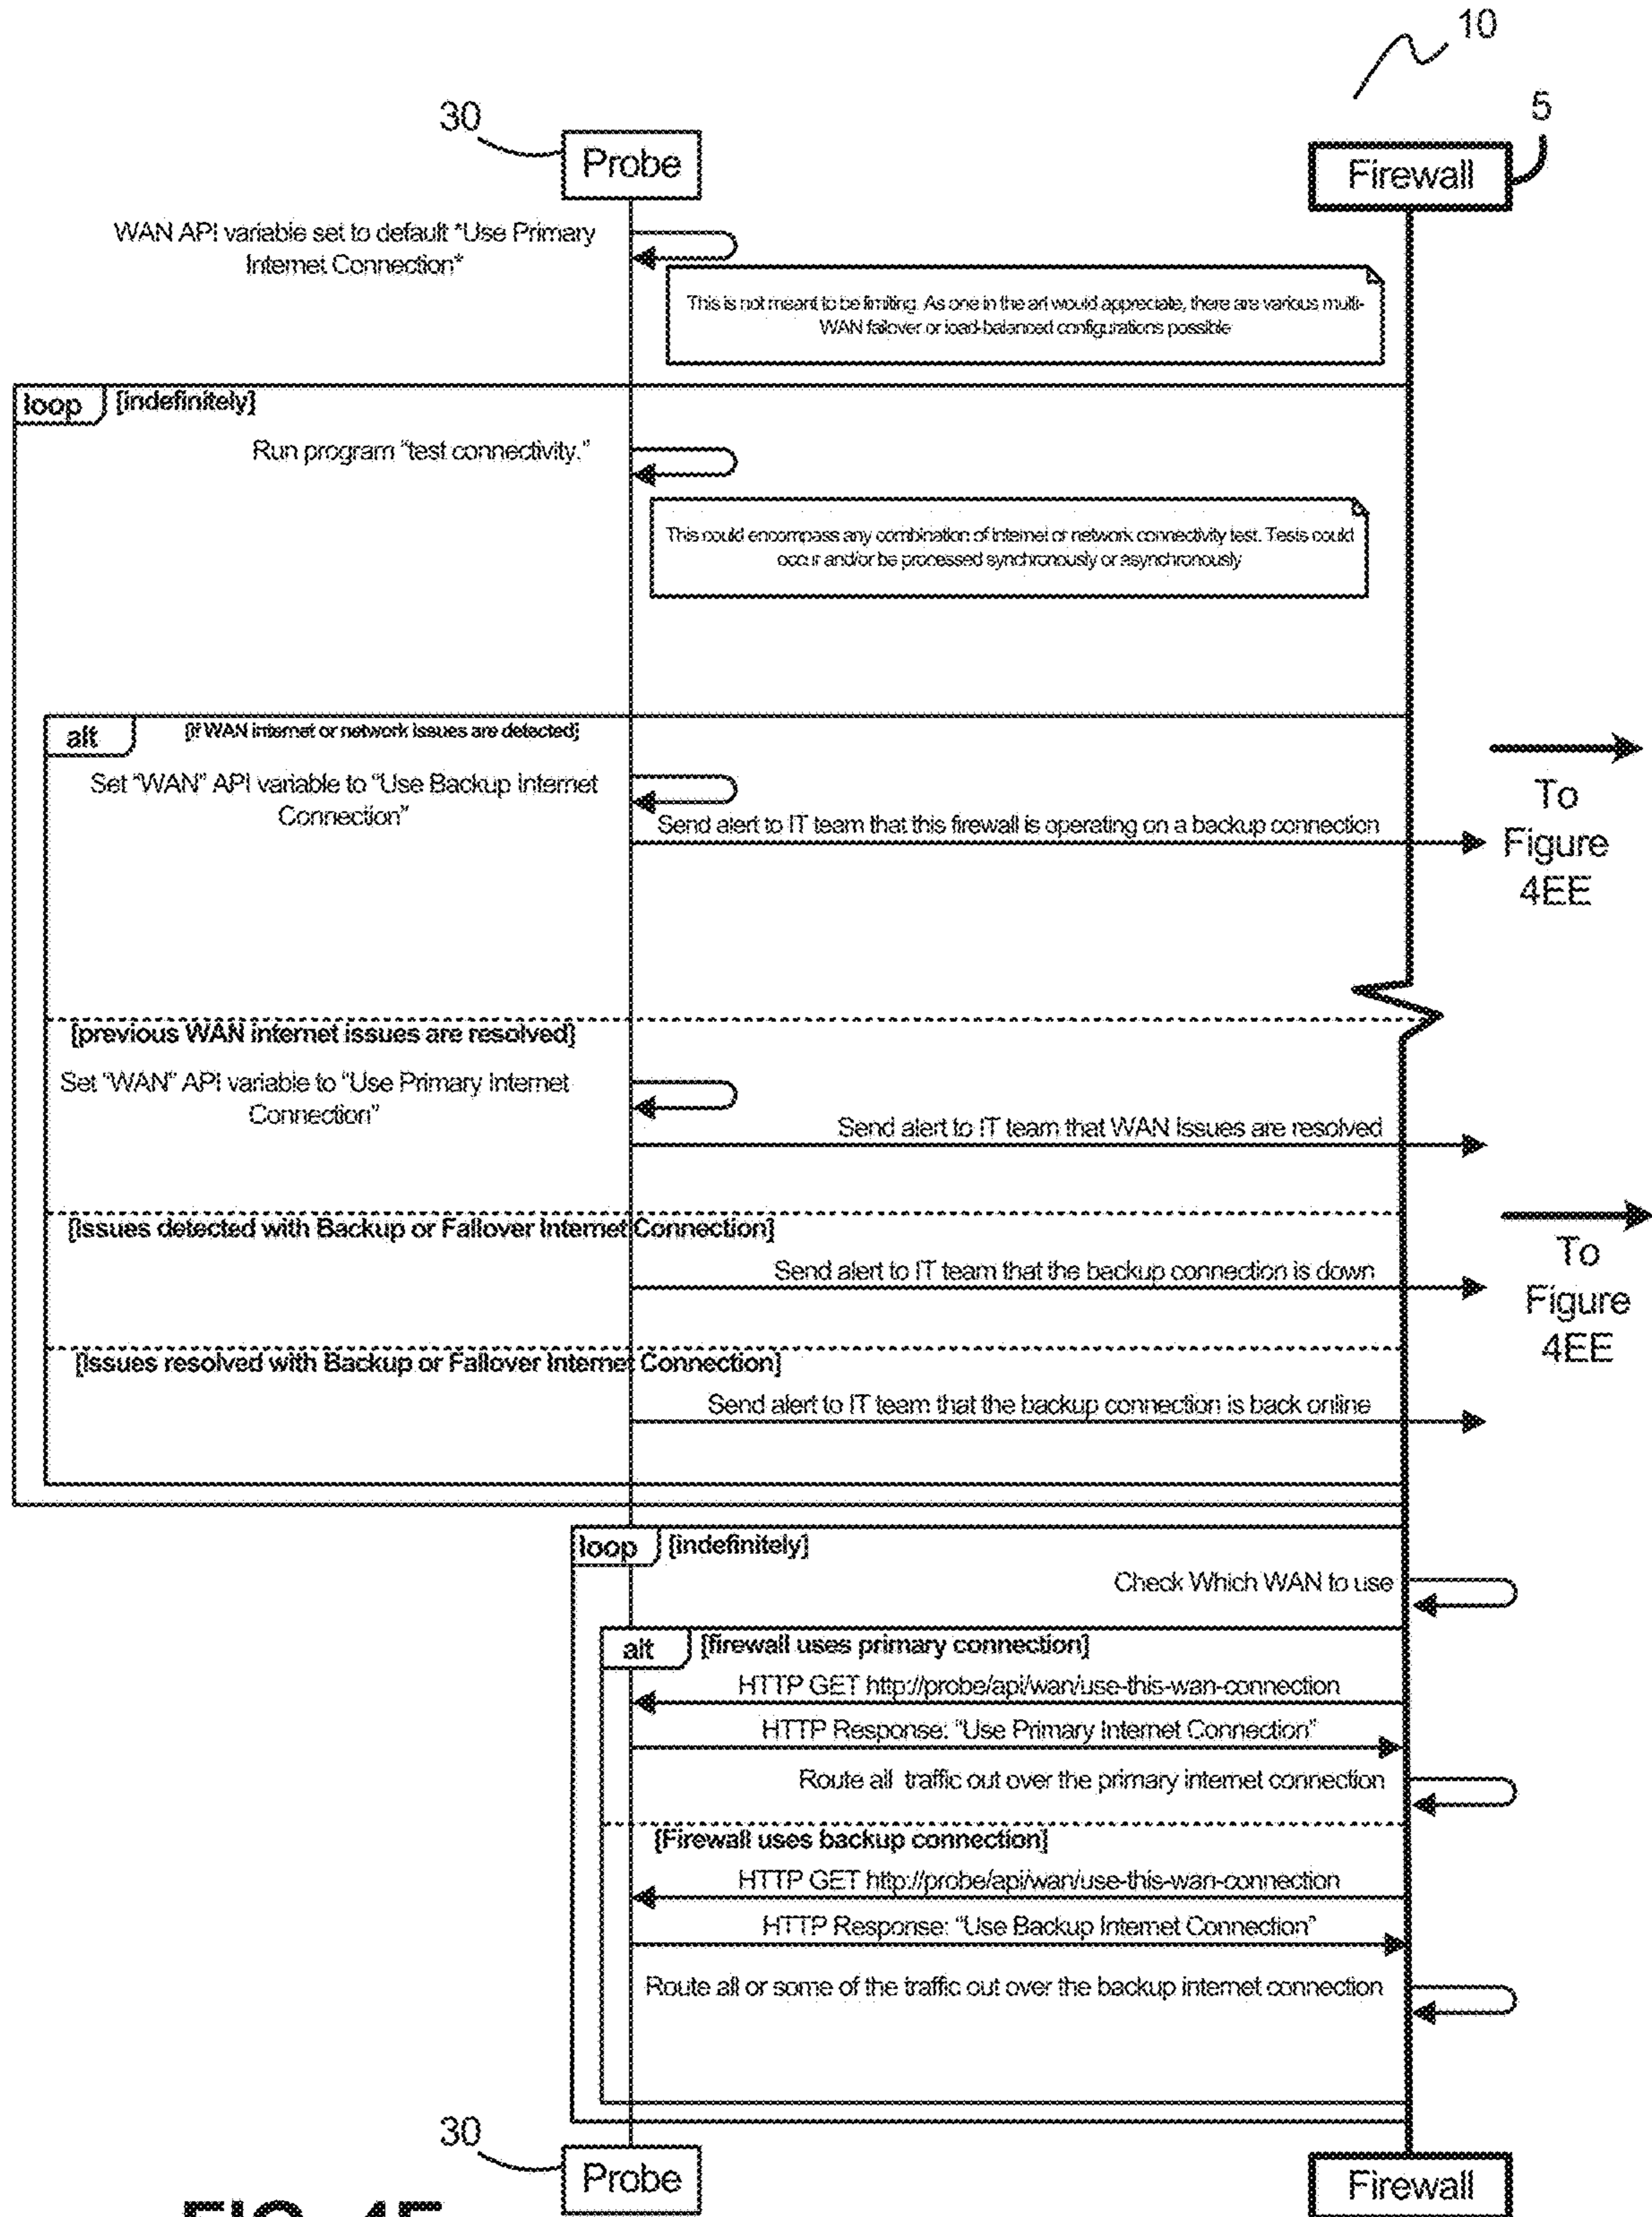 10
30
5
Probe
Firewall
WAN API variable set to default *Use Primary
Internet Connection*
This is not meant to be limiting. As one in the art would appreciate, there are various multi-
WAN failover or load-balanced configurations possible
loop [indefinitely]
Run program "test connectivity."
This could encompass any combination of internet or network connectivity test. Tests could
occur and/or be processed synchronously or asynchronously
alt [if WAN internet or network issues are detected]
Set "WAN" API variable to "Use Backup Internet
Connection"
Send alert to IT team that this firewall is operating on a backup connection
To
Figure
4EE
[previous WAN internet issues are resolved]
Set "WAN" API variable to "Use Primary Internet
Connection"
Send alert to IT team that WAN issues are resolved
[Issues detected with Backup or Failover Internet Connection]
Send alert to IT team that the backup connection is down
To
Figure
4EE
[Issues resolved with Backup or Failover Internet Connection]
Send alert to IT team that the backup connection is back online
loop [indefinitely]
Check Which WAN to use
alt [firewall uses primary connection]
HTTP GET http://probe/api/wan/use-this-wan-connection
HTTP Response: "Use Primary Internet Connection"
Route all traffic out over the primary internet connection
[Firewall uses backup connection]
HTTP GET http://probe/api/wan/use-this-wan-connection
HTTP Response: "Use Backup Internet Connection"
Route all or some of the traffic out over the backup internet connection
30
Probe
Firewall